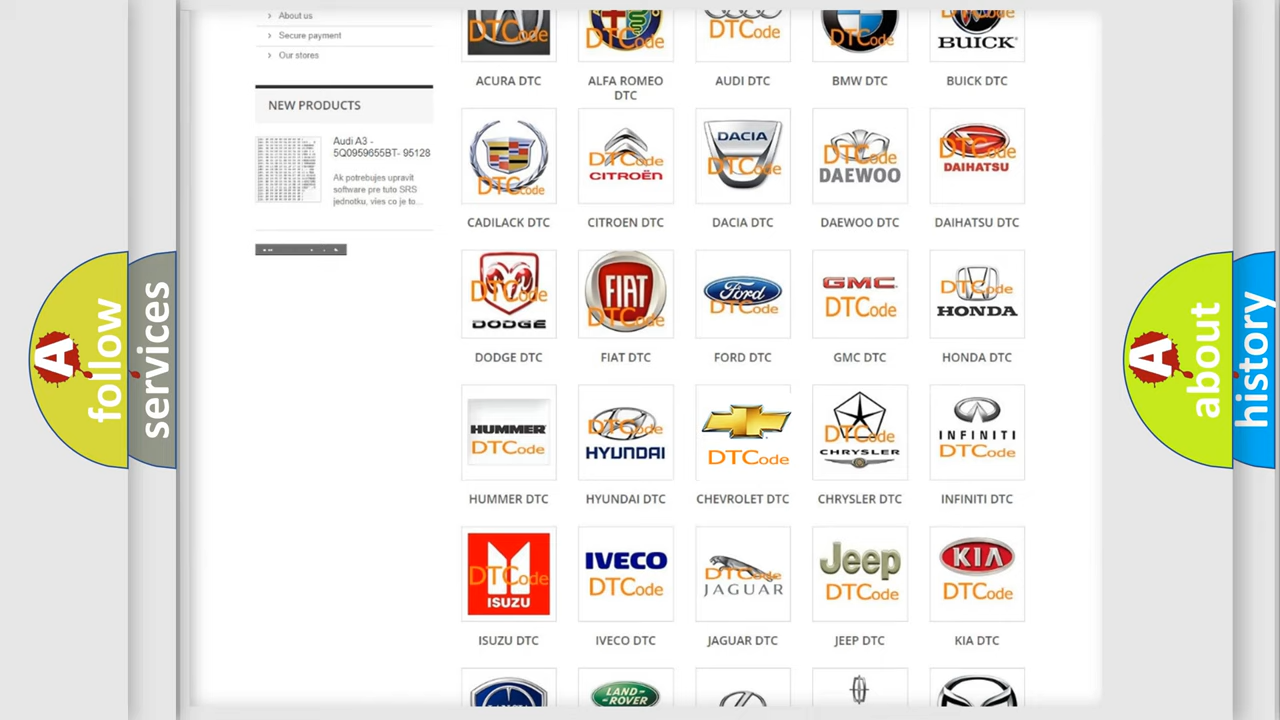 About us
Secure payment
Our stores
NEW PRODUCTS
Audi A3 -
5Q0959655BT- 95128
Ak potrebujes upravit
software pre tuto SRS
jednotku, vies co je to...
A follow
services
A about
history
DTCode DTCode DTCode DTCode BUICK
ACURA DTC ALFA ROMEO DTC AUDI DTC BMW DTC BUICK DTC
DTCode DTCode CITROËN DACIA DTCode DTCode DAEWOO DTCode DAIHATSU
CADILACK DTC CITROEN DTC DACIA DTC DAEWOO DTC DAIHATSU DTC
DTCode DODGE FIAT DTCode Ford DTCode GMC DTCode DTCode HONDA
DODGE DTC FIAT DTC FORD DTC GMC DTC HONDA DTC
HUMMER DTCode DTCode HYUNDAI DTCode DTCode CHRYSLER INFINITI DTCode
HUMMER DTC HYUNDAI DTC CHEVROLET DTC CHRYSLER DTC INFINITI DTC
DTCode ISUZU IVECO DTCode DTCode JAGUAR Jeep DTCode KIA DTCode
ISUZU DTC IVECO DTC JAGUAR DTC JEEP DTC KIA DTC
LAND-
ROVER